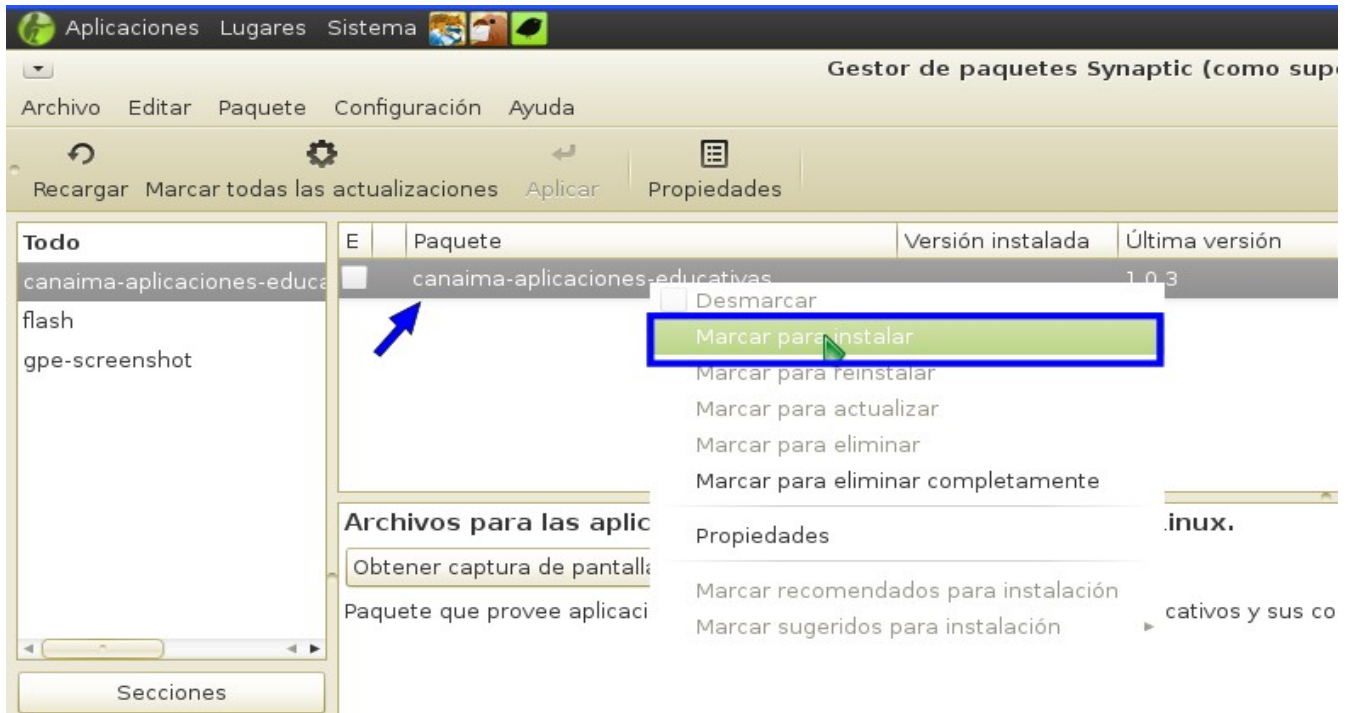 Aplicaciones Lugares Sistema
Gestor de paquetes Synaptic (como supe
Archivo Editar Paquete Configuración Ayuda
Recargar Marcar todas las actualizaciones Aplicar Propiedades
Todo
canaima-aplicaciones-educa
flash
gpe-screenshot
Secciones
E Paquete Versión instalada Última versión
canaima-aplicaciones-educativas 1.0.3
Desmarcar
Marcar para instalar
Marcar para reinstalar
Marcar para actualizar
Marcar para eliminar
Marcar para eliminar completamente
Propiedades
Marcar recomendados para instalación
Marcar sugeridos para instalación
Archivos para las aplic inux.
Obtener captura de pantalla
Paquete que provee aplicaci cativos y sus co